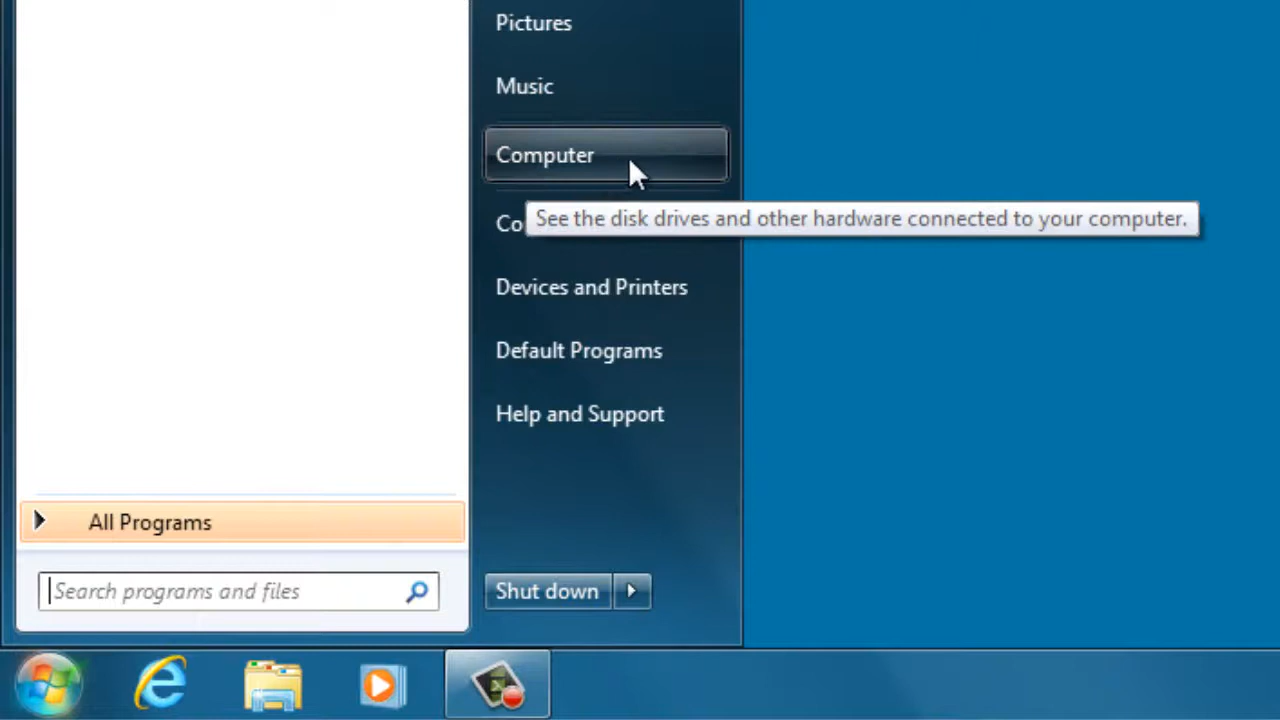 Pictures
Music
Computer
See the disk drives and other hardware connected to your computer.
Co
Devices and Printers
Default Programs
Help and Support
All Programs
Search programs and files
Shut down